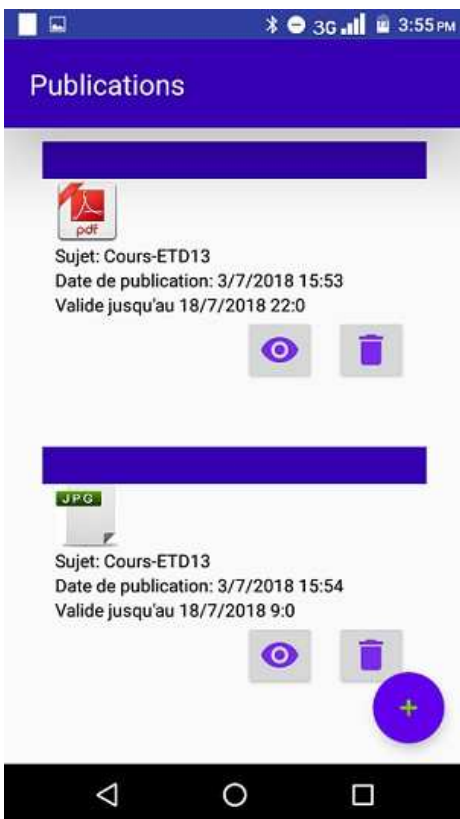 3G 3:55 PM
Publications
pdf
Sujet: Cours-ETD13
Date de publication: 3/7/2018 15:53
Valide jusqu'au 18/7/2018 22:0
JPG
Sujet: Cours-ETD13
Date de publication: 3/7/2018 15:54
Valide jusqu'au 18/7/2018 9:0
+